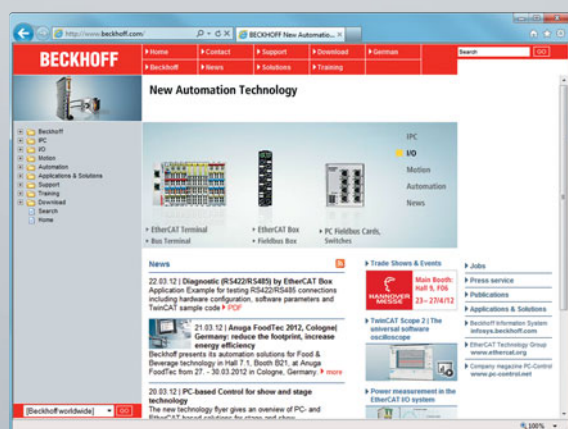 http://www.beckhoff.com/
BECKHOFF New Automatio...
BECKHOFF
Home
Contact
Support
Download
German
Beckhoff
News
Solutions
Training
Search
GO
New Automation Technology
Beckhoff
IPC
I/O
Motion
Automation
Applications & Solutions
Support
Training
Download
Search
Home
IPC
I/O
Motion
Automation
News
EtherCAT Terminal
Bus Terminal
EtherCAT Box
Fieldbus Box
PC Fieldbus Cards,
Switches
News
22.03.12 | Diagnostic (RS422/RS485) by EtherCAT Box
Application Example for testing RS422/RS485 connections
including hardware configuration, software parameters and
TwinCAT sample code PDF
21.03.12 | Anuga FoodTec 2012, Cologne|
Germany: reduce the footprint, increase
energy efficiency
Beckhoff presents its automation solutions for Food &
Beverage technology in Hall 7.1, Booth B21, at Anuga
FoodTec from 27. - 30.03.2012 in Cologne, Germany. more
20.03.12 | PC-based Control for show and stage
technology
The new technology flyer gives an overview of PC- and
EtherCAT-based solutions for stage and show
Trade Shows & Events
HANNOVER
MESSE
Main Booth:
Hall 9, F06
23– 27/4/12
TwinCAT Scope 2 | The
universal software
oscilloscope
Power measurement in the
EtherCAT I/O system
Jobs
Press service
Publications
Applications & Solutions
Beckhoff Information System
infosys.beckhoff.com
EtherCAT Technology Group
www.ethercat.org
Company magazine PC-Control
www.pc-control.net
[Beckhoff worldwide]
GO
100%